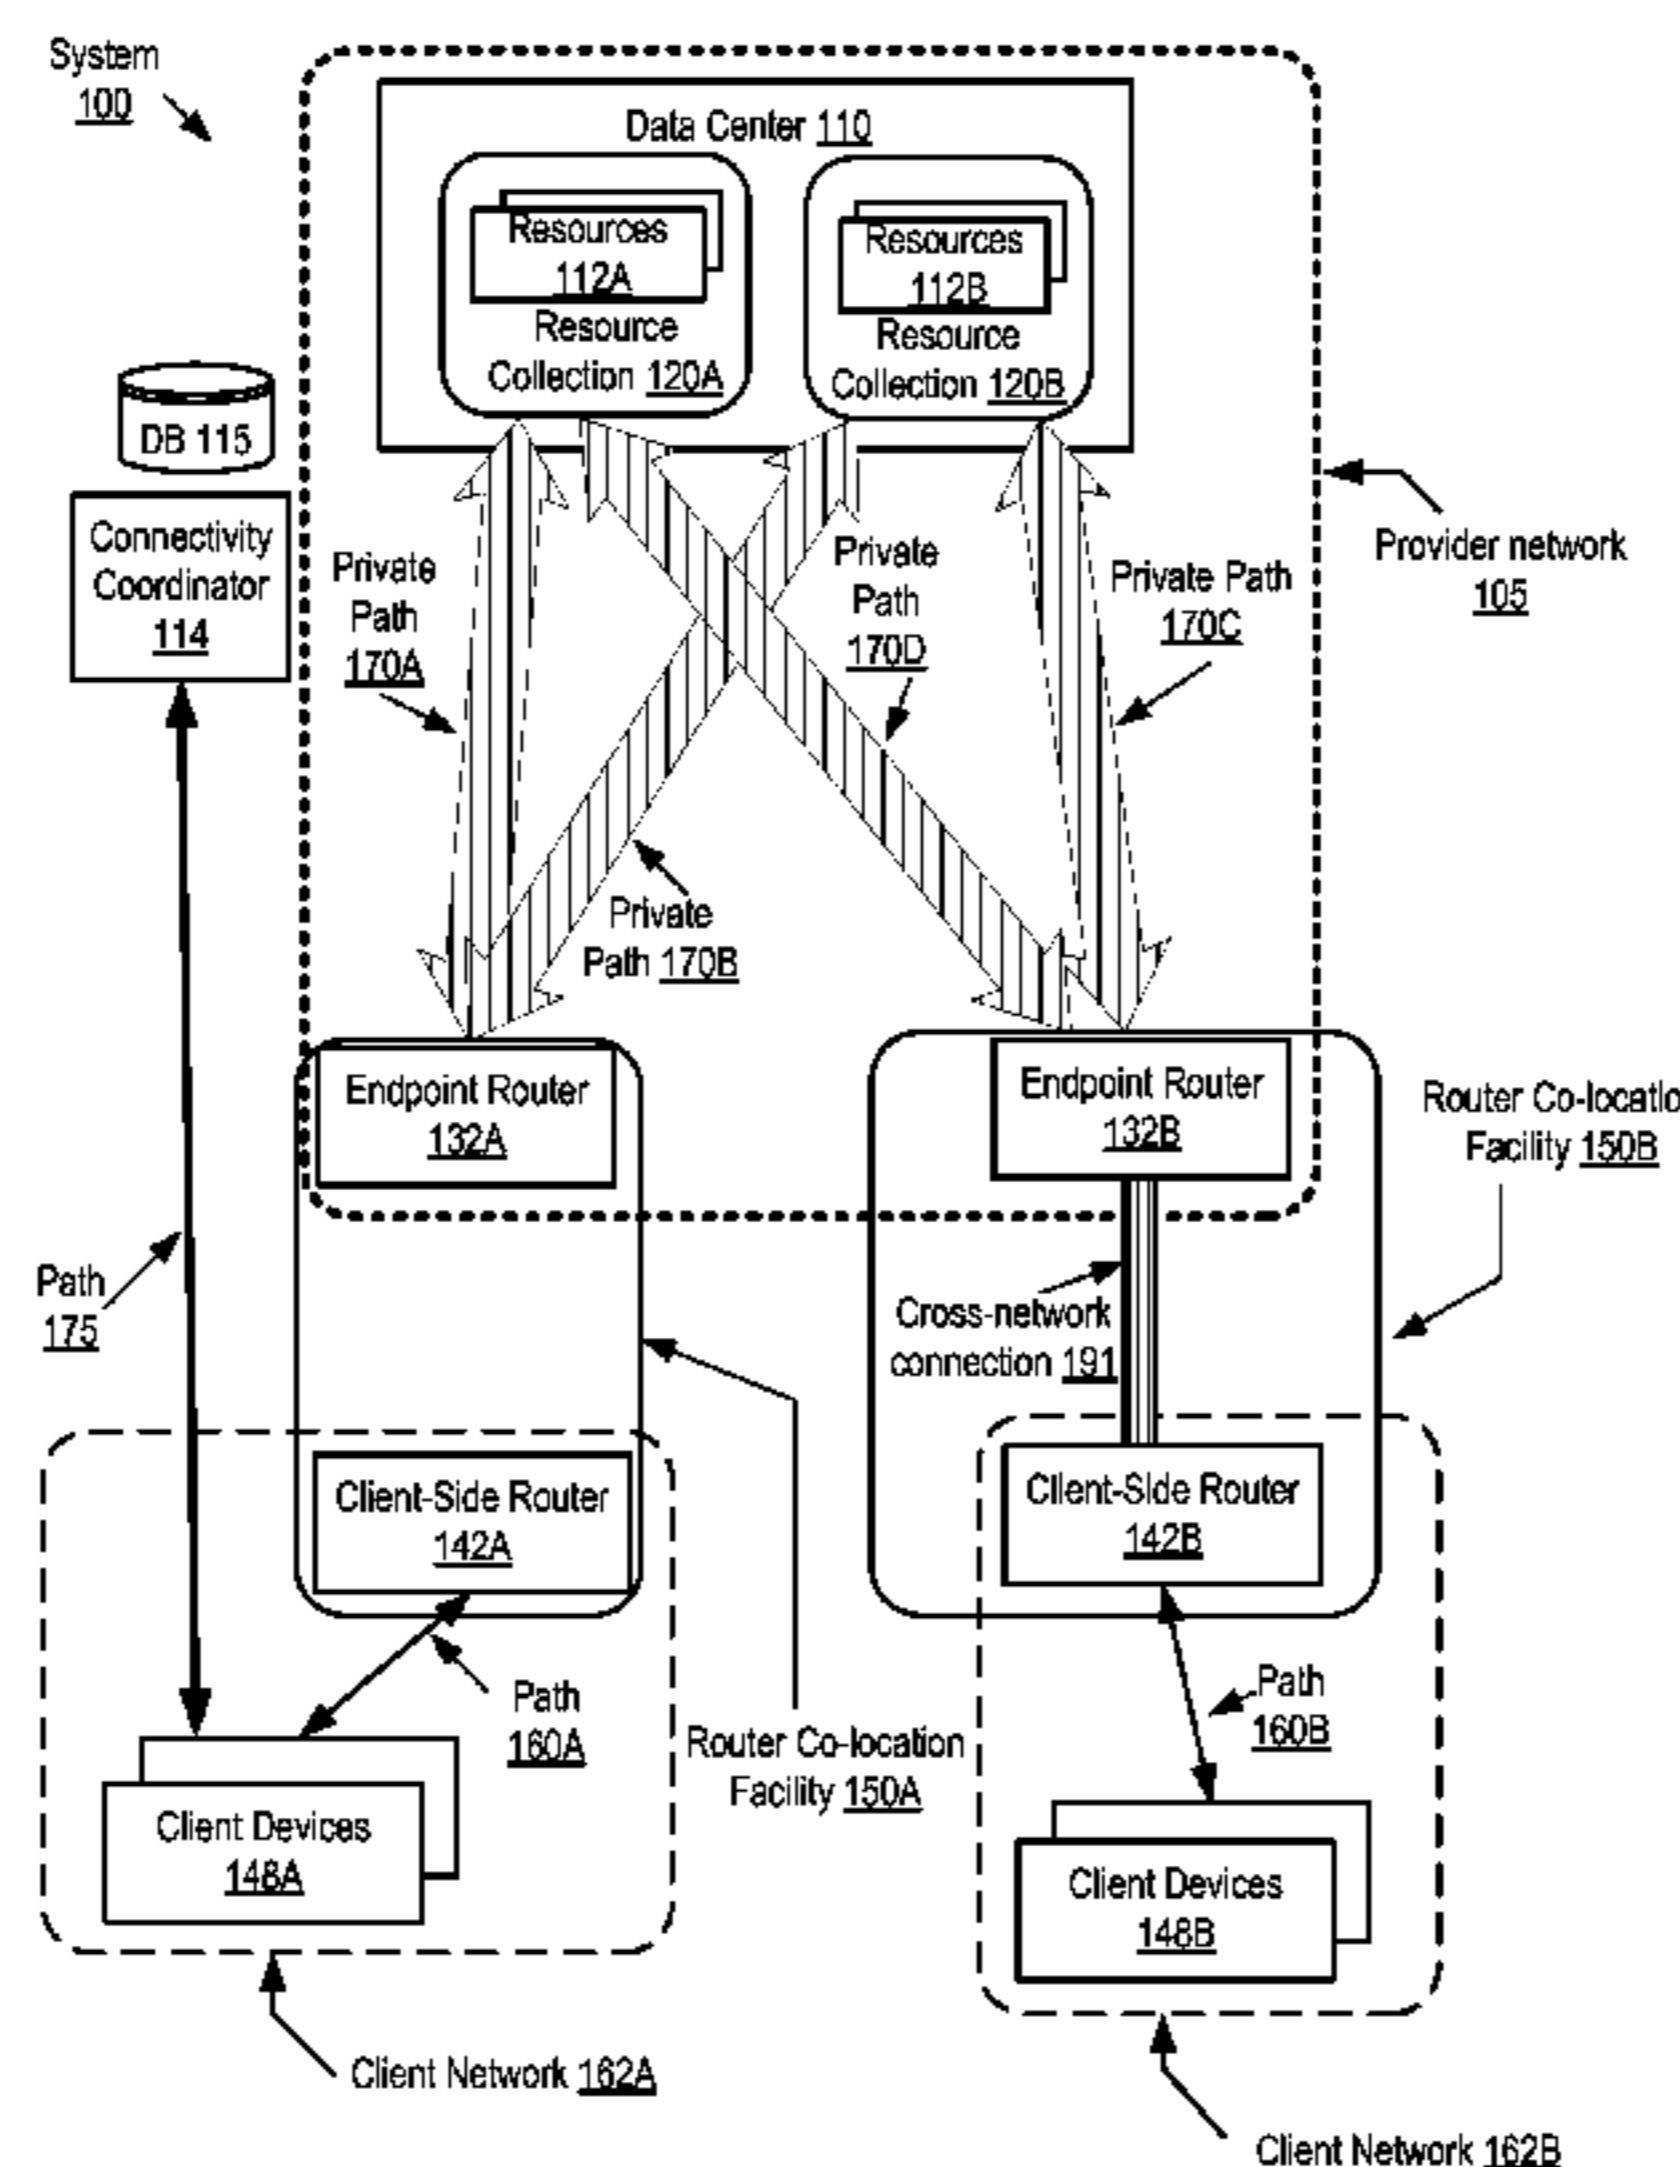 System
100
Data Center 110
Resources
112A
Resource
Collection 120A
Resources
112B
Resource
Collection 120B
DB 115
Connectivity
Coordinator
114
Private
Path
170A
Private
Path
170D
Private Path
170C
Provider network
105
Private
Path 170B
Endpoint Router
132A
Endpoint Router
132B
Router Co-locatio
Facility 150B
Path
175
Cross-network
connection 191
Client-Side Router
142A
Client-Side Router
142B
Path
160A
Path
160B
Router Co-location
Facility 150A
Client Devices
148A
Client Devices
148B
Client Network 162A
Client Network 162B